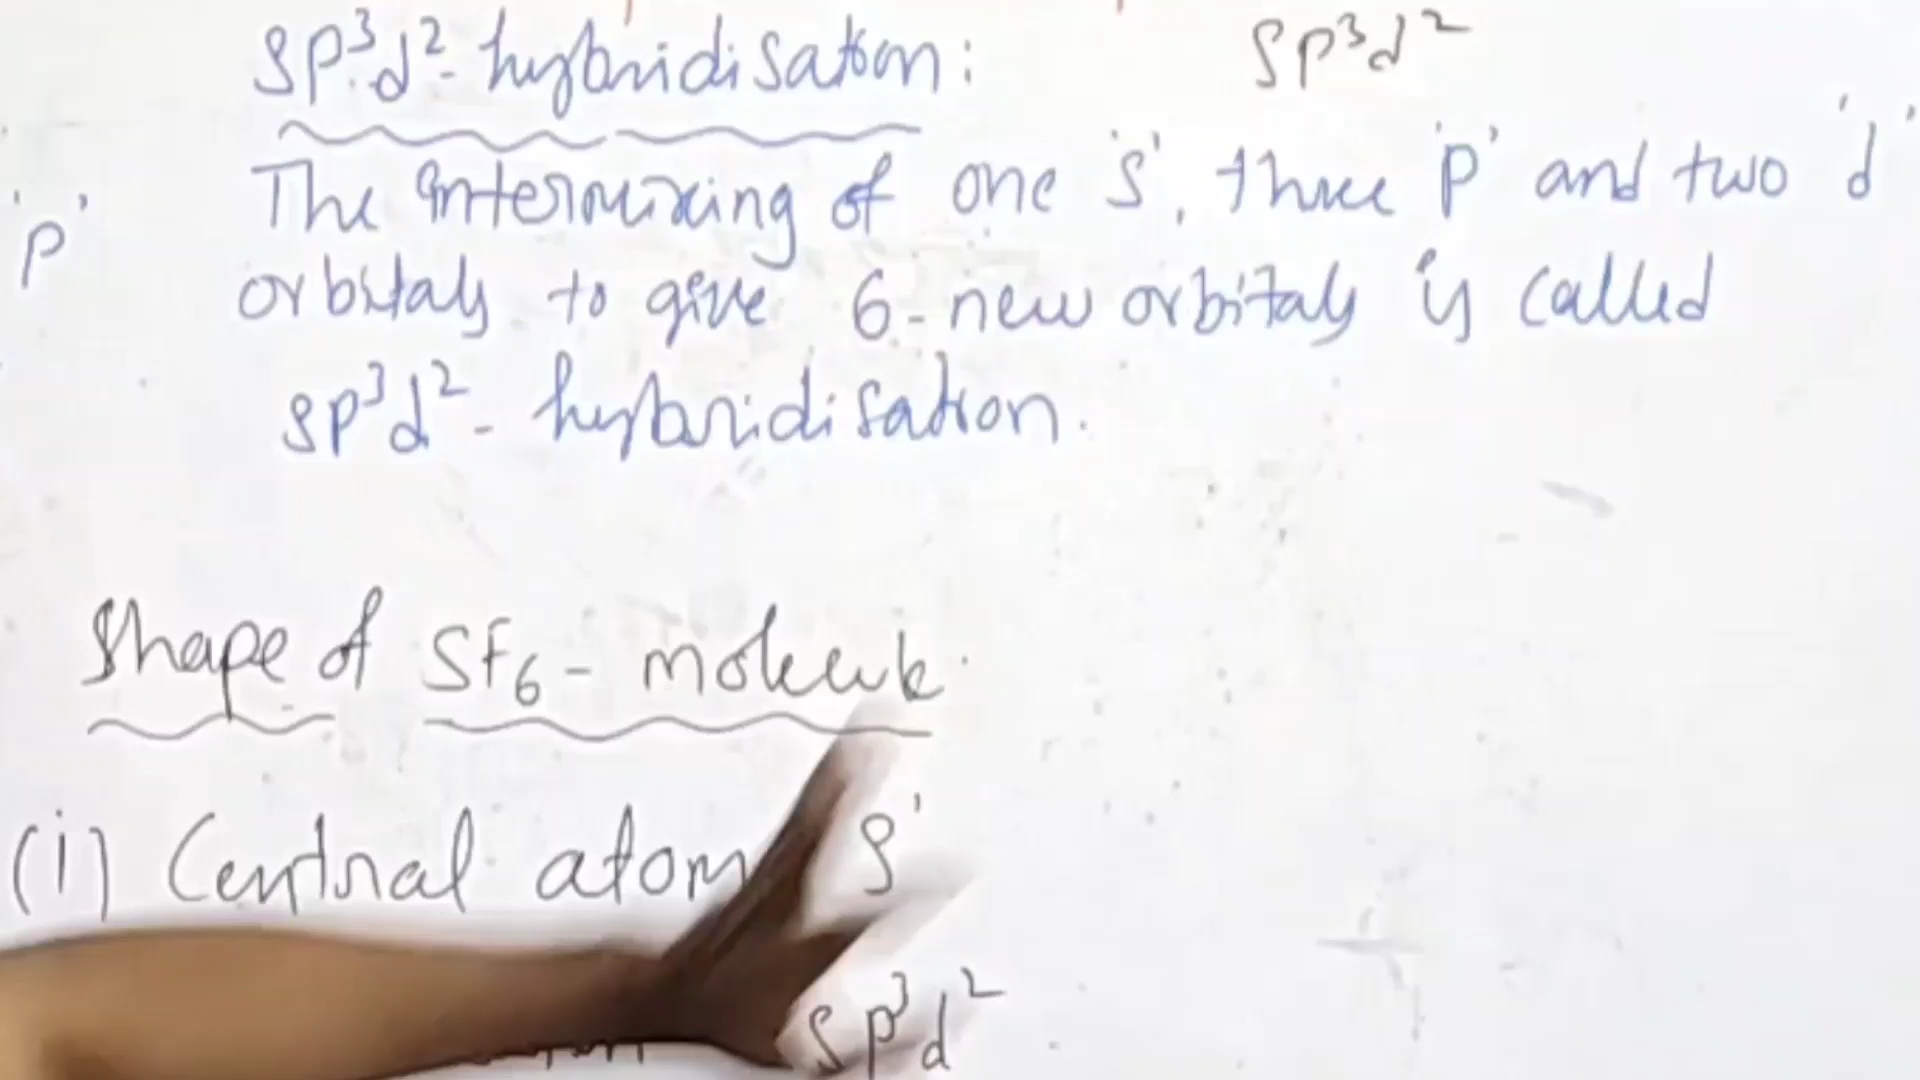 sp³d²- hybridisation:
sp³d²
'p'
The intermixing of one 's', three 'p' and two 'd'
orbitals to give 6-new orbitals is called
sp³d² - hybridisation.
Shape of SF₆ - molecule.
(i) Central atom S'
sp³d²